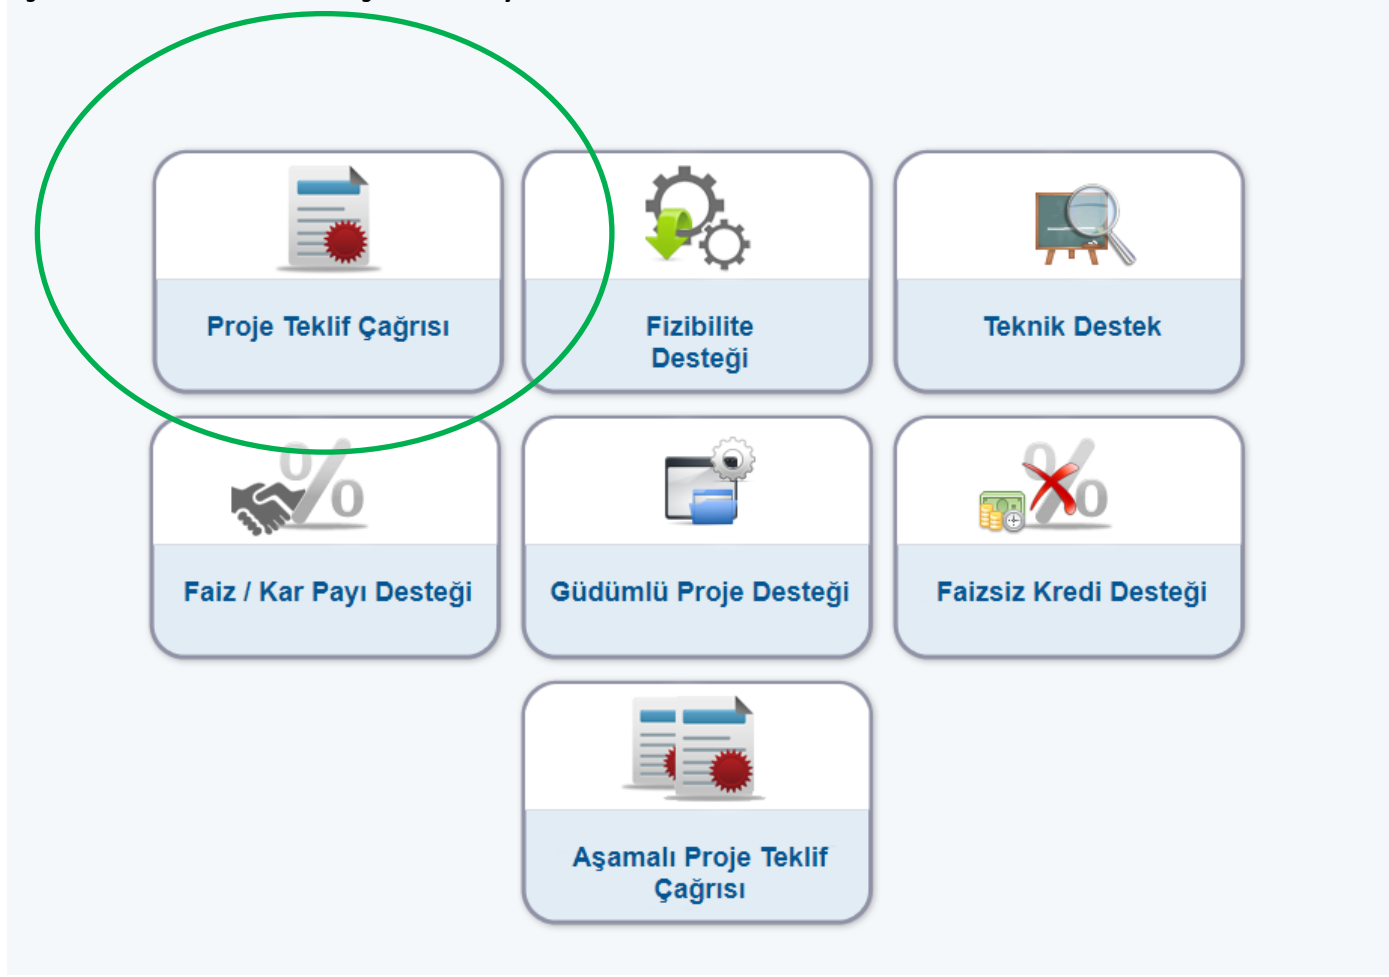 Proje Teklif Çağrısı
Fizibilite
Desteği
Teknik Destek
Faiz / Kar Payı Desteği
Güdümlü Proje Desteği
Faizsiz Kredi Desteği
Aşamalı Proje Teklif
Çağrısı